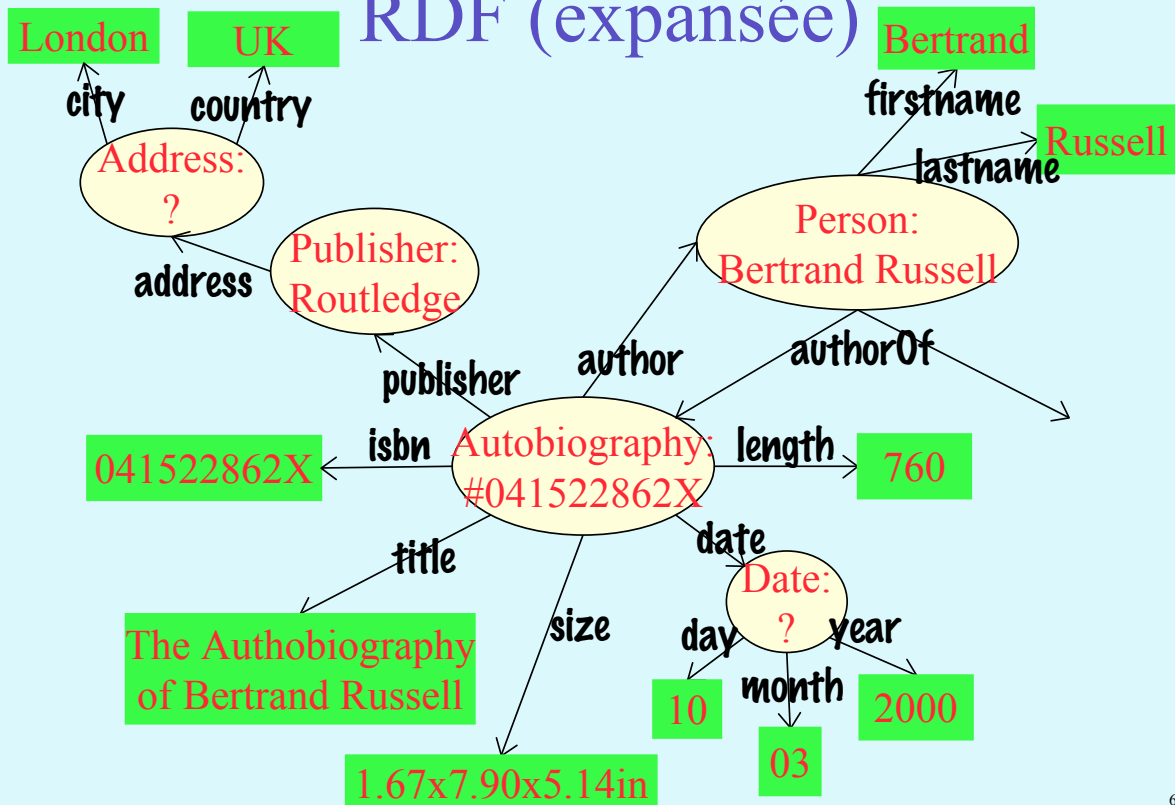 RDF (expansée)
London
UK
Bertrand
city
country
firstname
Russell
lastname
Address:
?
Person:
Bertrand Russell
Publisher:
Routledge
address
author
authorOf
publisher
isbn
Autobiography:
#041522862X
length
041522862X
760
title
date
Date:
?
The Authobiography
of Bertrand Russell
size
day
year
month
10
2000
03
1.67x7.90x5.14in